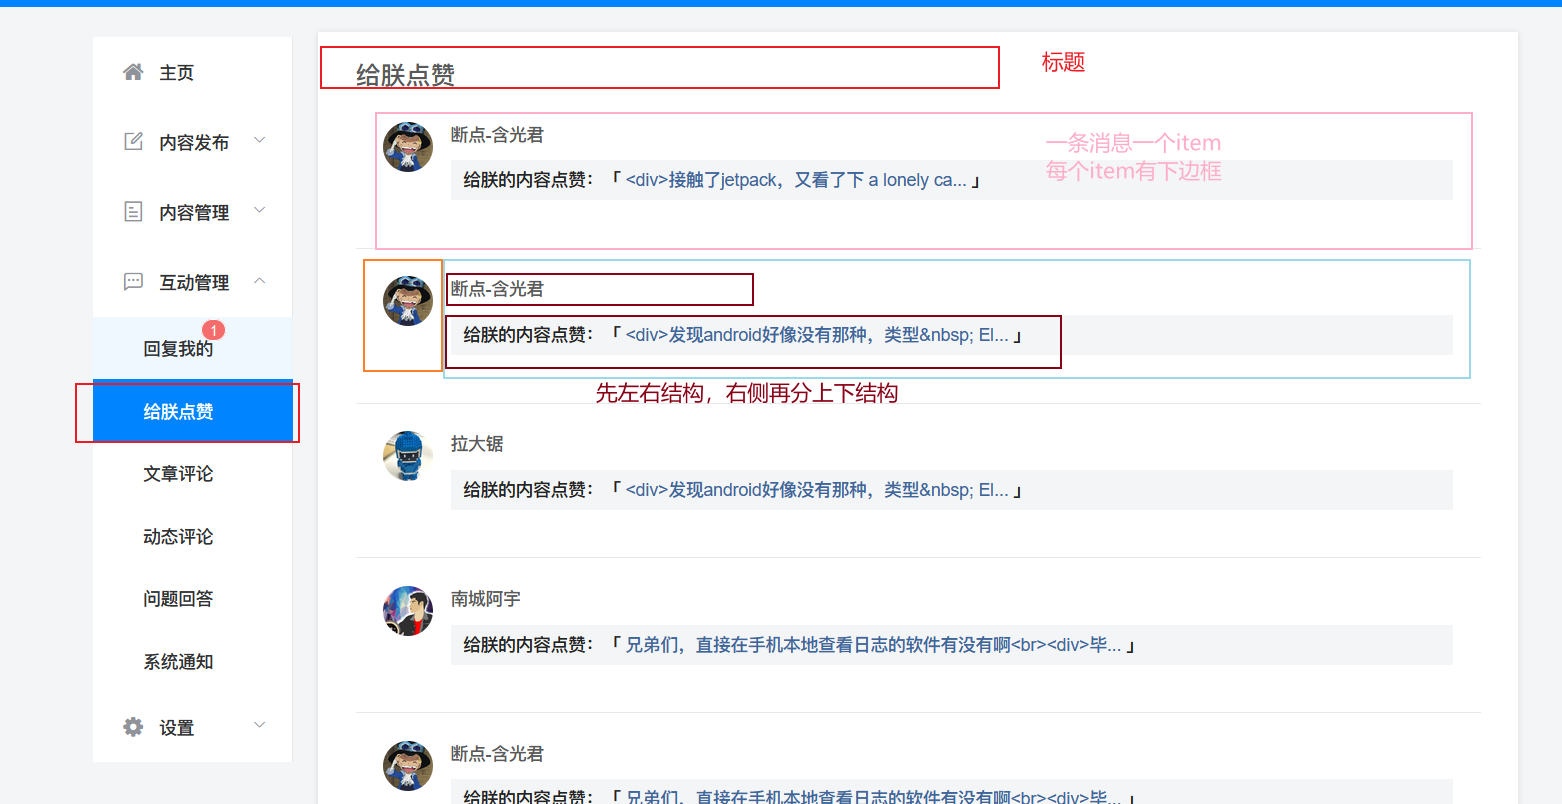 主页
内容发布
内容管理
互动管理
1
回复我的
给朕点赞
文章评论
动态评论
问题回答
系统通知
设置
给朕点赞
标题
断点-含光君
一条消息一个item
每个item有下边框
给朕的内容点赞：「 <div>接触了jetpack，又看了下 a lonely ca... 」
断点-含光君
给朕的内容点赞：「 <div>发现android好像没有那种，类型&nbsp; El... 」
先左右结构，右侧再分上下结构
拉大锯
给朕的内容点赞：「 <div>发现android好像没有那种，类型&nbsp; El... 」
南城阿宇
给朕的内容点赞：「 兄弟们，直接在手机本地查看日志的软件有没有啊<br><div>毕... 」
断点-含光君
给朕的内容点赞：「 兄弟们，直接在手机本地查看日志的软件有没有啊<br><div>毕... 」